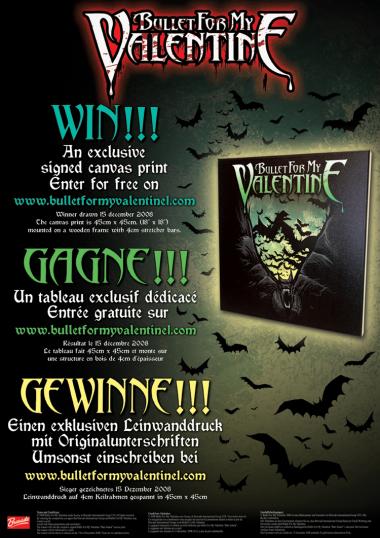 BULLET FOR MY
VALENTINE
WIN!!!
An exclusive
signed canvas print
Enter for free on
www.bulletformyvalentine1.com
Winner drawn 15 december 2008
The canvas print is 45cm x 45cm. (18" x 18")
mounted on a wooden frame with 4cm stretcher bars.
BULLET FOR MY
VALENTINE
GAGNE!!!
Un tableau exclusif dédicacé
Entrée gratuite sur
www.bulletformyvalentine1.com
Résultat le 15 décembre 2008
Le tableau fait 45cm x 45cm et monte sur
une structure en bois de 4cm d'épaisseur
GEWINNE!!!
Einen exklusiven Leinwanddruck
mit Originalunterschriften
Umsonst einschreiben bei
www.bulletformyvalentine1.com
Sieger gezeichnetes 15 Dezember 2008
Leinwanddruck auf 4cm Keilrahmen gespannt in 45cm x 45cm